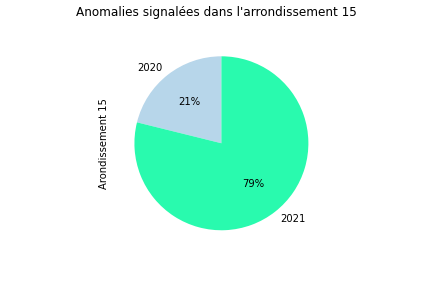 Anomalies signalées dans l'arrondissement 15
2020
21%
Arondissement 15
79%
2021